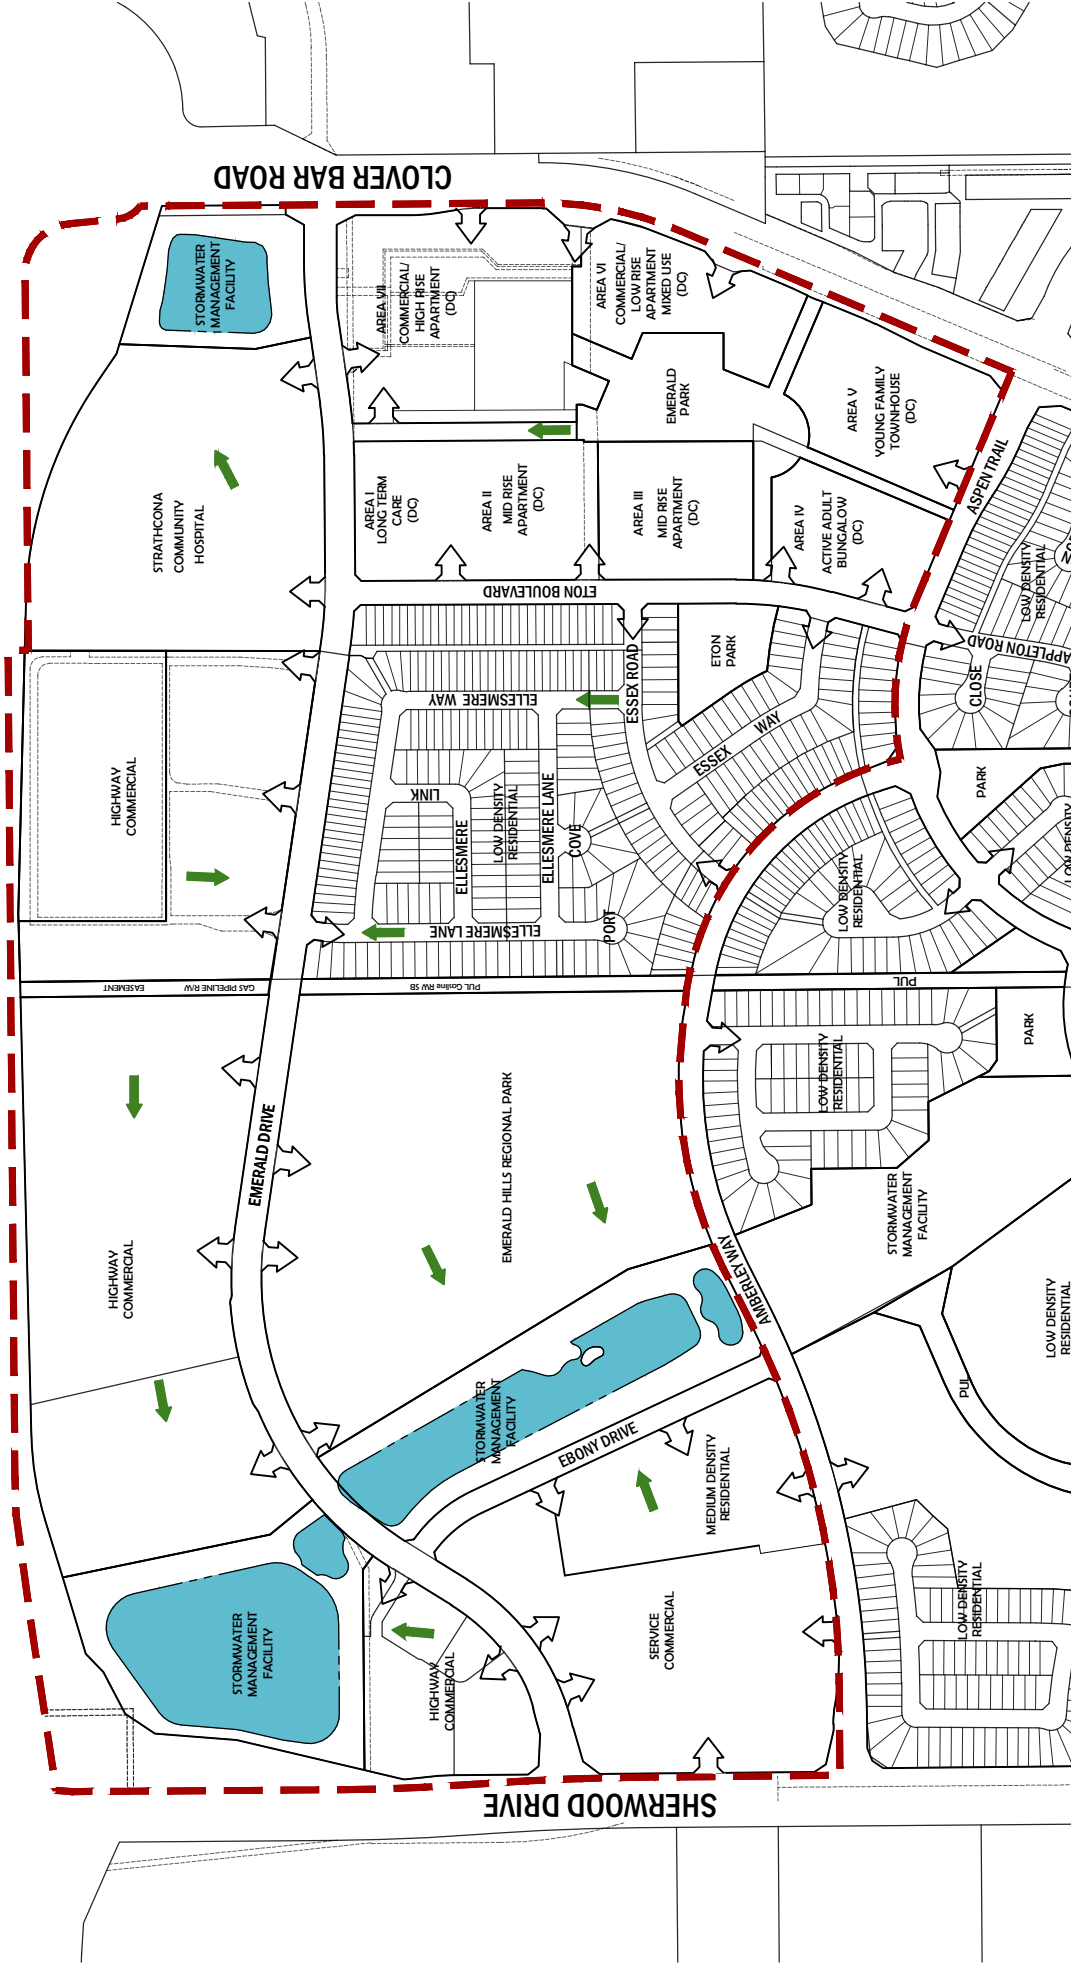 CLOVER BAR ROAD
STORMWATER
MANAGEMENT
FACILITY
AREA VII
COMMERCIAL/
HIGH RISE
APARTMENT
(DC)
AREA VI
COMMERCIAL/
LOW RISE
APARTMENT
MIXED USE
(DC)
EMERALD
PARK
AREA V
YOUNG FAMILY
TOWNHOUSE
(DC)
ASPEN TRAIL
STRATHCONA
COMMUNITY
HOSPITAL
AREA I
LONG TERM
CARE
(DC)
AREA II
MID RISE
APARTMENT
(DC)
AREA III
MID RISE
APARTMENT
(DC)
AREA IV
ACTIVE ADULT
BUNGALOW
(DC)
LOW DENSITY
RESIDENTIAL
ETON BOULEVARD
ETON
PARK
APPLETON ROAD
CLOSE
ESSEX ROAD
ELLESMERE WAY
ESSEX
WAY
HIGHWAY
COMMERCIAL
LINK
ELLESMERE
LOW DENSITY
RESIDENTIAL
ELLESMERE LANE
COVE
PARK
LOW DENSITY
LOW DENSITY
RESIDENTIAL
ELLESMERE LANE
PORT
EASEMENT
GAS PIPELINE R/W
PUL Gasline RW SB
PUL
PARK
LOW DENSITY
RESIDENTIAL
EMERALD DRIVE
EMERALD HILLS REGIONAL PARK
STORMWATER
MANAGEMENT
FACILITY
HIGHWAY
COMMERCIAL
AMBERLEY WAY
LOW DENSITY
RESIDENTIAL
PUL
STORMWATER
MANAGEMENT
FACILITY
EBONY DRIVE
MEDIUM DENSITY
RESIDENTIAL
STORMWATER
MANAGEMENT
FACILITY
HIGHWAY
COMMERCIAL
SERVICE
COMMERCIAL
LOW DENSITY
RESIDENTIAL
SHERWOOD DRIVE